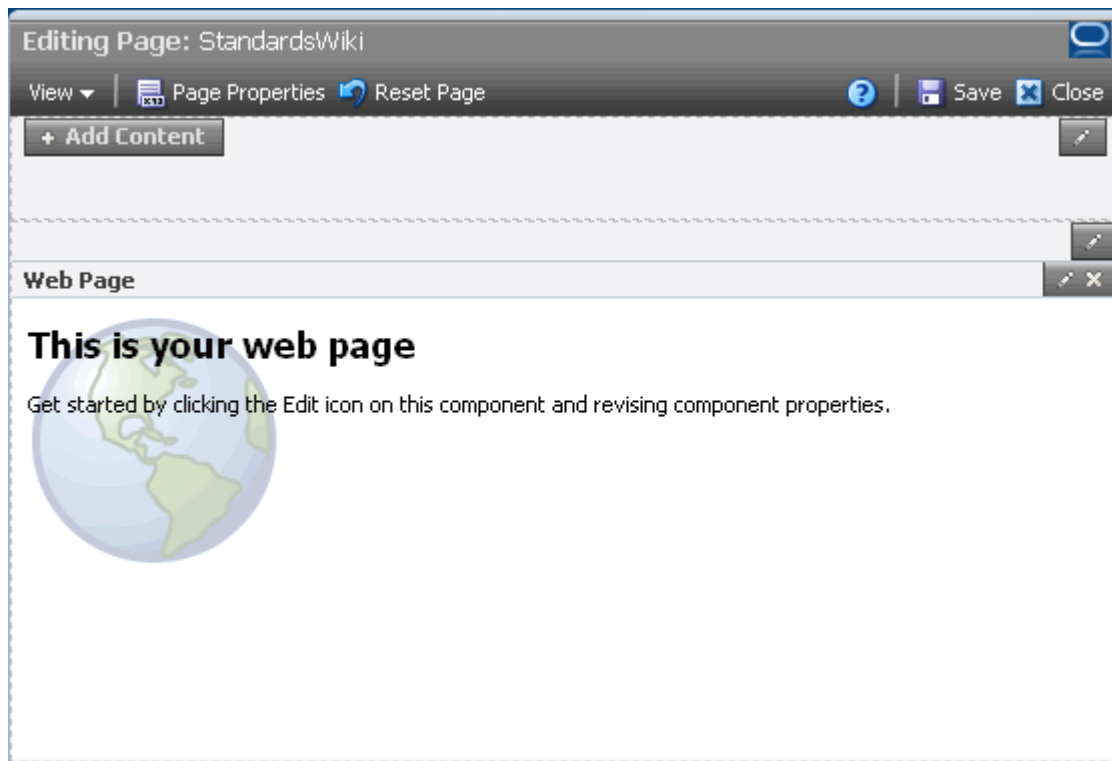 Editing Page: StandardsWiki
View Page Properties Reset Page Save Close
+ Add Content
Web Page
This is your web page
Get started by clicking the Edit icon on this component and revising component properties.